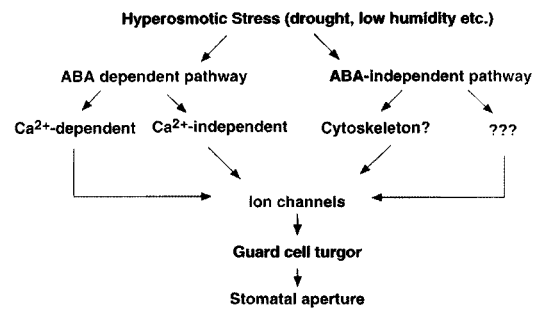 Hyperosmotic Stress (drought, low humidity etc.)
ABA dependent pathway
ABA-independent pathway
Ca2+-dependent
Ca2+-independent
Cytoskeleton?
???
Ion channels
Guard cell turgor
Stomatal aperture